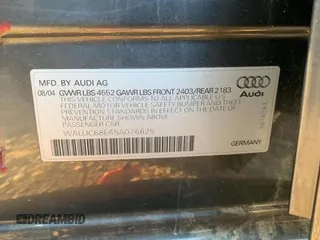 MFD. BY AUDI AG
08/04 GVWR LBS 4552 GAWR LBS FRONT 2403/REAR 2183
THIS VEHICLE CONFORMS TO ALL APPLICABLE U.S.
FEDERAL MOTOR VEHICLE SAFETY BUMPER AND THEFT
PREVENTION STANDARDS IN EFFECT ON THE DATE OF
MANUFACTURE SHOWN ABOVE
PASSENGER CAR
Audi
DREAMBID